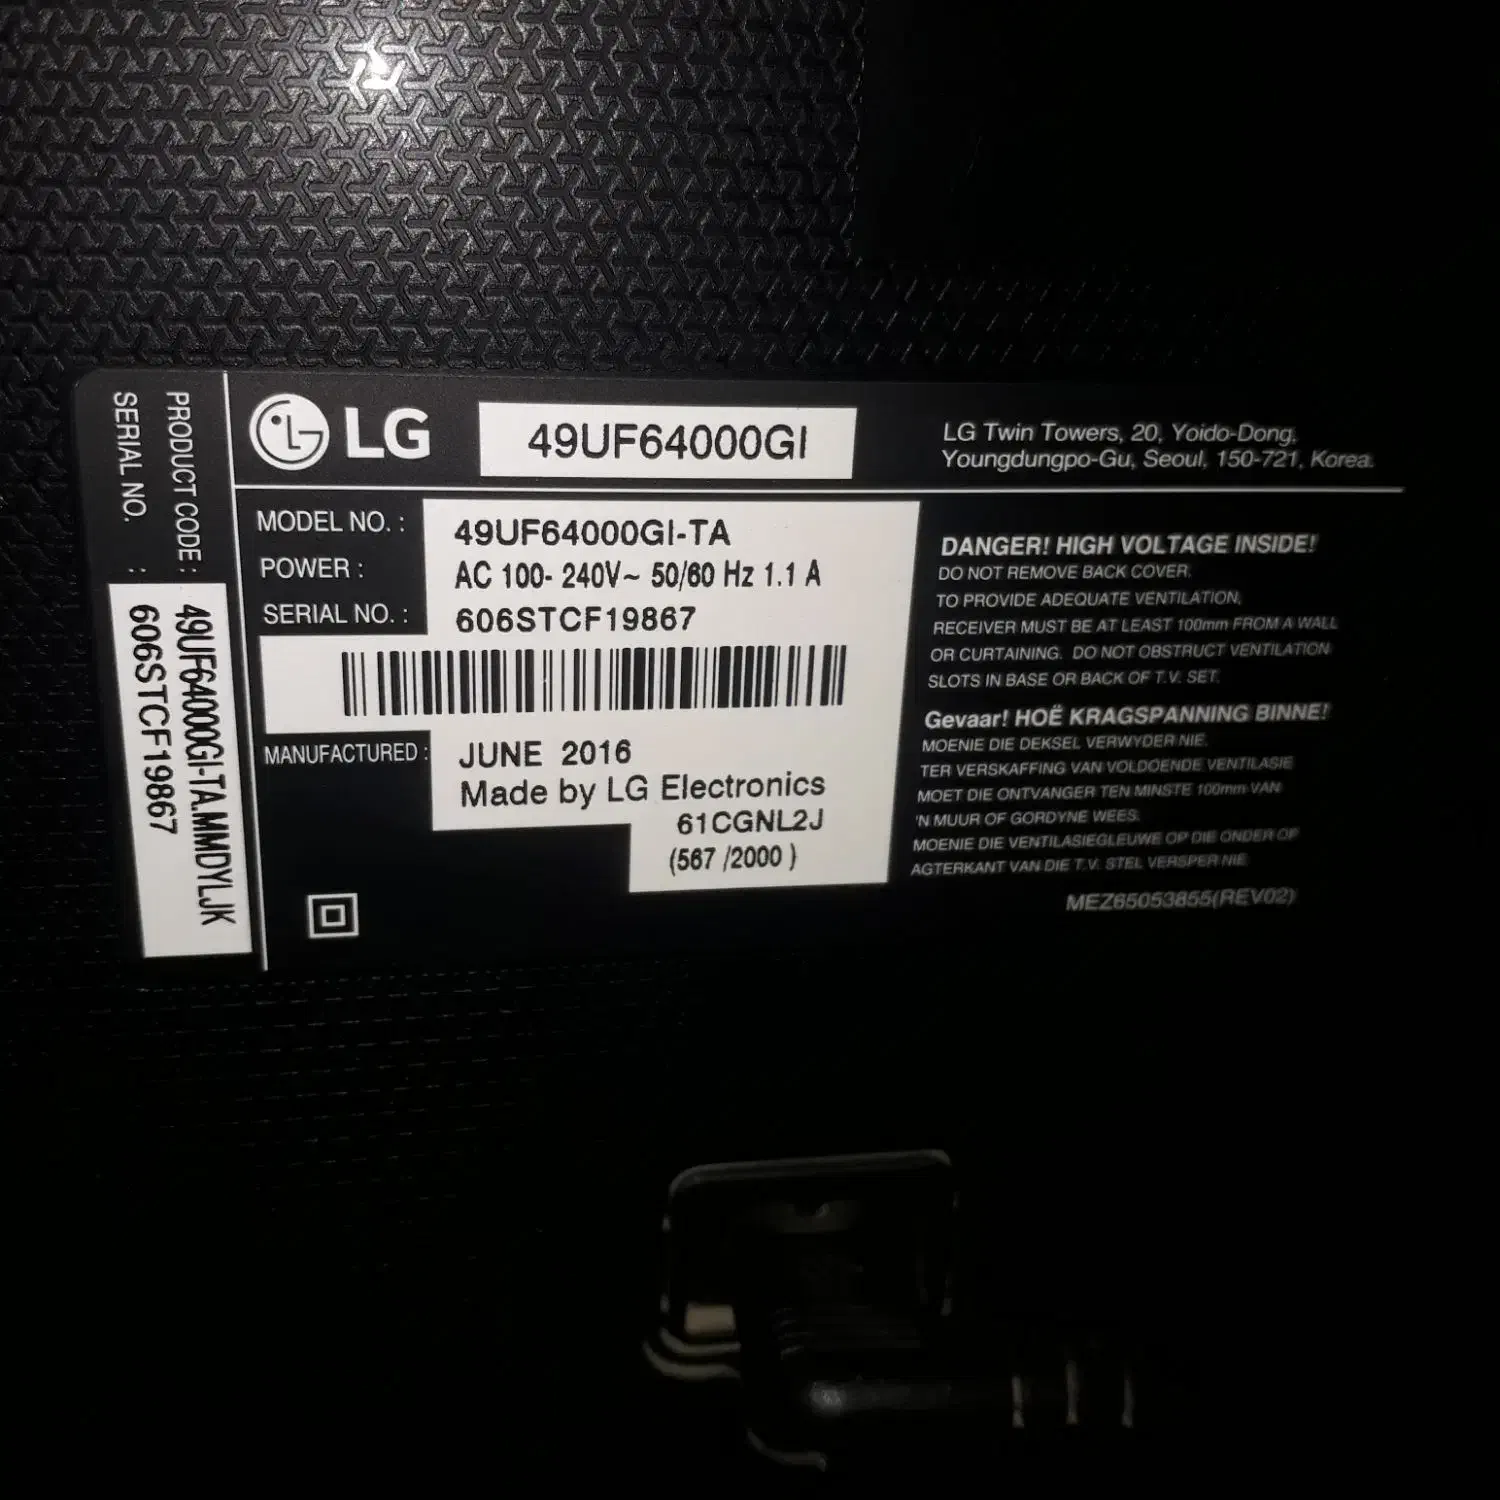 LG
49UF64000GI
LG Twin Towers, 20, Yoido-Dong,
Youngdungpo-Gu, Seoul, 150-721, Korea.
MODEL NO. : 49UF64000GI-TA
POWER : AC 100- 240V~ 50/60 Hz 1.1 A
SERIAL NO. : 606STCF19867
MANUFACTURED : JUNE 2016
Made by LG Electronics
61CGNL2J
(567 /2000 )
DANGER! HIGH VOLTAGE INSIDE!
DO NOT REMOVE BACK COVER.
TO PROVIDE ADEQUATE VENTILATION,
RECEIVER MUST BE AT LEAST 100mm FROM A WALL
OR CURTAINING. DO NOT OBSTRUCT VENTILATION
SLOTS IN BASE OR BACK OF T.V. SET.
Gevaar! HOË KRAGSPANNING BINNE!
MOENIE DIE DEKSEL VERWYDER NIE.
TER VERSKAFFING VAN VOLDOENDE VENTILASIE
MOET DIE ONTVANGER TEN MINSTE 100mm VAN
'N MUUR OF GORDYNE WEES.
MOENIE DIE VENTILASIEGLEUWE OP DIE ONDER OF
AGTERKANT VAN DIE T.V. STEL VERSPER NIE
MEZ65053855(REV02)
PRODUCT CODE : 49UF64000GI-TA.MMDYLJK
SERIAL NO. : 606STCF19867